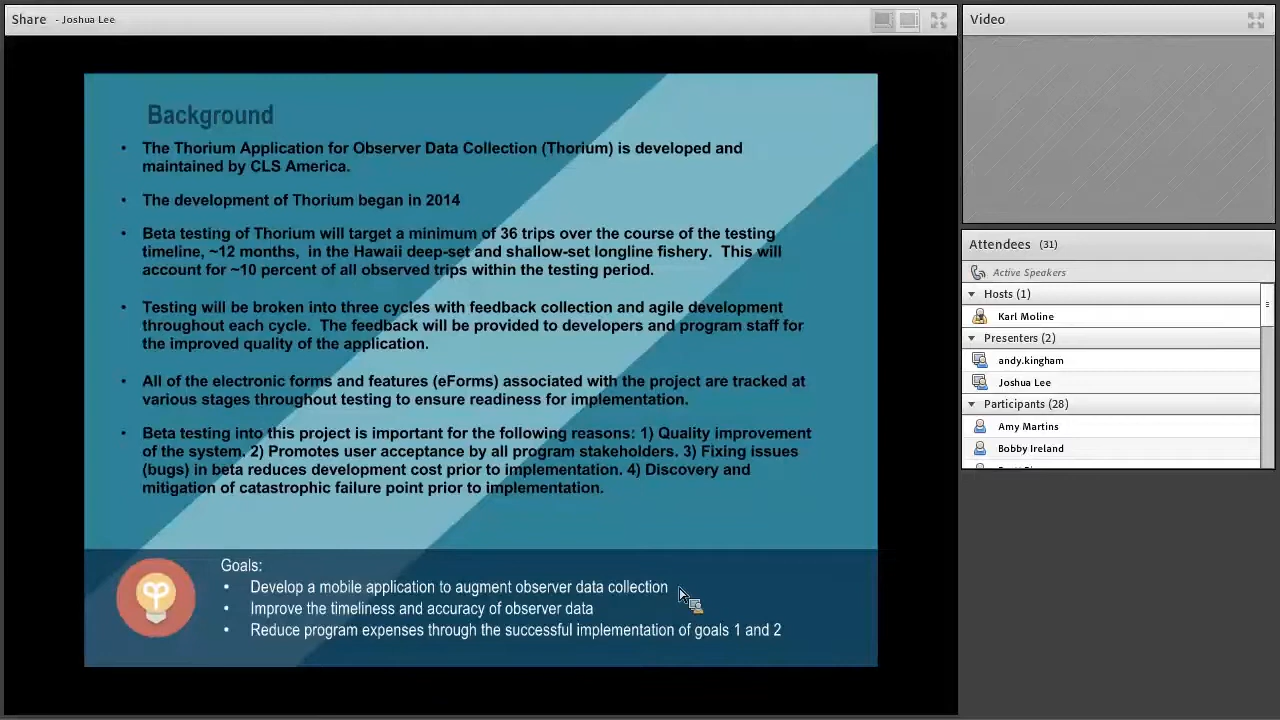 Share - Joshua Lee
Background
• The Thorium Application for Observer Data Collection (Thorium) is developed and
maintained by CLS America.
• The development of Thorium began in 2014
• Beta testing of Thorium will target a minimum of 36 trips over the course of the testing
timeline, ~12 months, in the Hawaii deep-set and shallow-set longline fishery. This will
account for ~10 percent of all observed trips within the testing period.
• Testing will be broken into three cycles with feedback collection and agile development
throughout each cycle. The feedback will be provided to developers and program staff for
the improved quality of the application.
• All of the electronic forms and features (eForms) associated with the project are tracked at
various stages throughout testing to ensure readiness for implementation.
• Beta testing into this project is important for the following reasons: 1) Quality improvement
of the system. 2) Promotes user acceptance by all program stakeholders. 3) Fixing issues
(bugs) in beta reduces development cost prior to implementation. 4) Discovery and
mitigation of catastrophic failure point prior to implementation.
Goals:
• Develop a mobile application to augment observer data collection
• Improve the timeliness and accuracy of observer data
• Reduce program expenses through the successful implementation of goals 1 and 2
Video
Attendees (31)
Active Speakers
Hosts (1)
Karl Moline
Presenters (2)
andy.kingham
Joshua Lee
Participants (28)
Amy Martins
Bobby Ireland